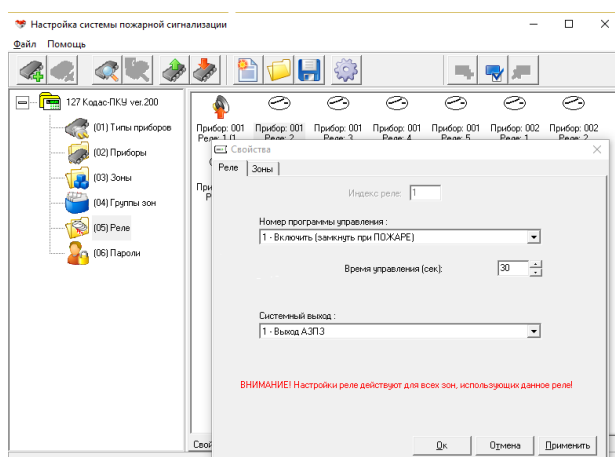 Настройка системы пожарной сигнализации
Файл Помощь
127 Кодас-ПКУ ver.200
(01) Типы приборов
(02) Приборы
(03) Зоны
(04) Группы зон
(05) Реле
(06) Пароли
Прибор: 001 Прибор: 001 Прибор: 001 Прибор: 001 Прибор: 001 Прибор: 002 Прибор: 002
Реле: 2 Реле: 3 Реле: 4 Реле: 5 Реле: 1 Реле: 2
Свойства
Реле Зоны
Индекс реле: 1
Номер программы управления :
1 - Включить (замкнуть при ПОЖАРЕ)
Время управления (сек): 30
Системный выход :
1 - Выход АЗПЗ
ВНИМАНИЕ! Настройки реле действуют для всех зон, использующих данное реле!
Ок Отмена Применить